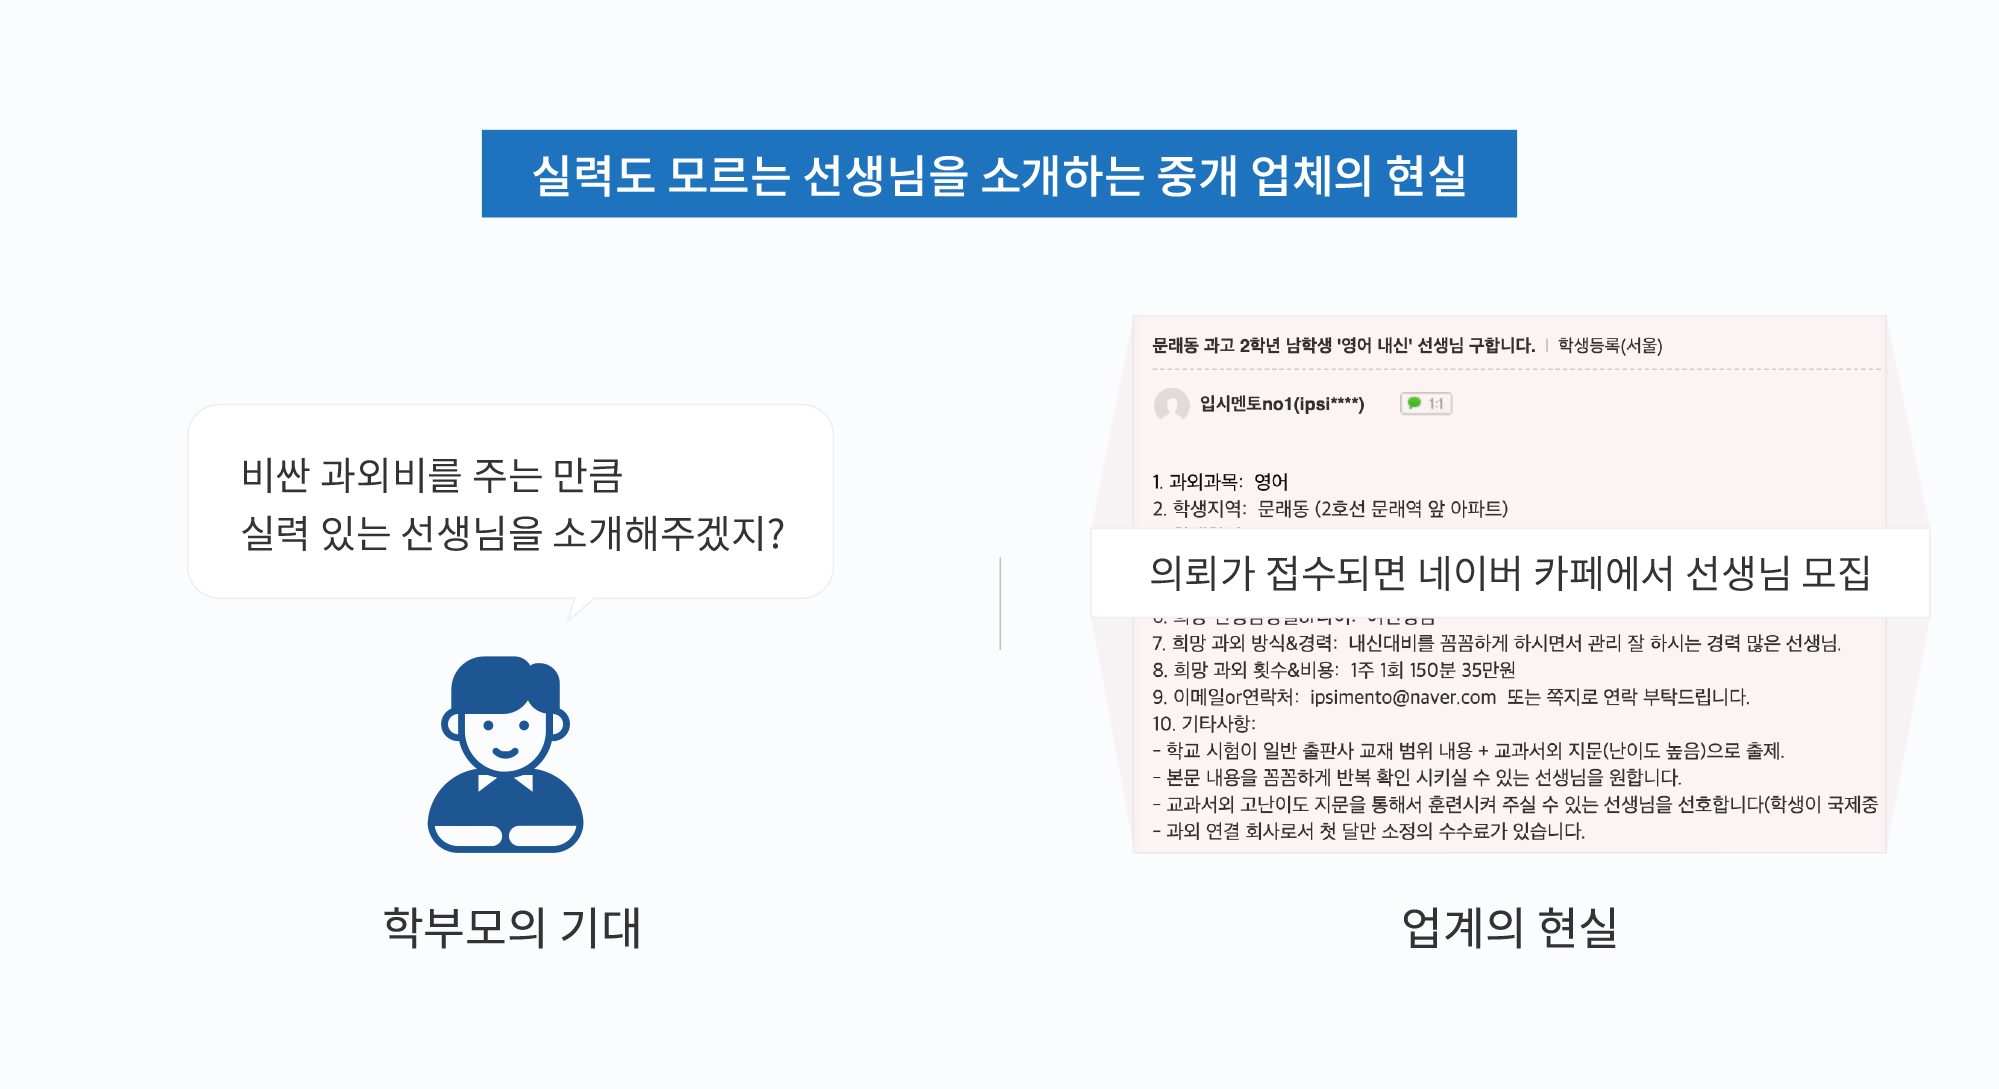 실력도 모르는 선생님을 소개하는 중개 업체의 현실
비싼 과외비를 주는 만큼
실력 있는 선생님을 소개해주겠지?
학부모의 기대
문래동 과고 2학년 남학생 '영어 내신' 선생님 구합니다. | 학생등록(서울)
입시멘토no1(ipsi****) 1:1
1. 과외과목: 영어
2. 학생지역: 문래동 (2호선 문래역 앞 아파트)
의뢰가 접수되면 네이버 카페에서 선생님 모집
7. 희망 과외 방식&경력: 내신대비를 꼼꼼하게 하시면서 관리 잘 하시는 경력 많은 선생님.
8. 희망 과외 횟수&비용: 1주 1회 150분 35만원
9. 이메일or연락처: ipsimento@naver.com 또는 쪽지로 연락 부탁드립니다.
10. 기타사항:
- 학교 시험이 일반 출판사 교재 범위 내용 + 교과서외 지문(난이도 높음)으로 출제.
- 본문 내용을 꼼꼼하게 반복 확인 시키실 수 있는 선생님을 원합니다.
- 교과서외 고난이도 지문을 통해서 훈련시켜 주실 수 있는 선생님을 선호합니다(학생이 국제중
- 과외 연결 회사로서 첫 달만 소정의 수수료가 있습니다.
업계의 현실